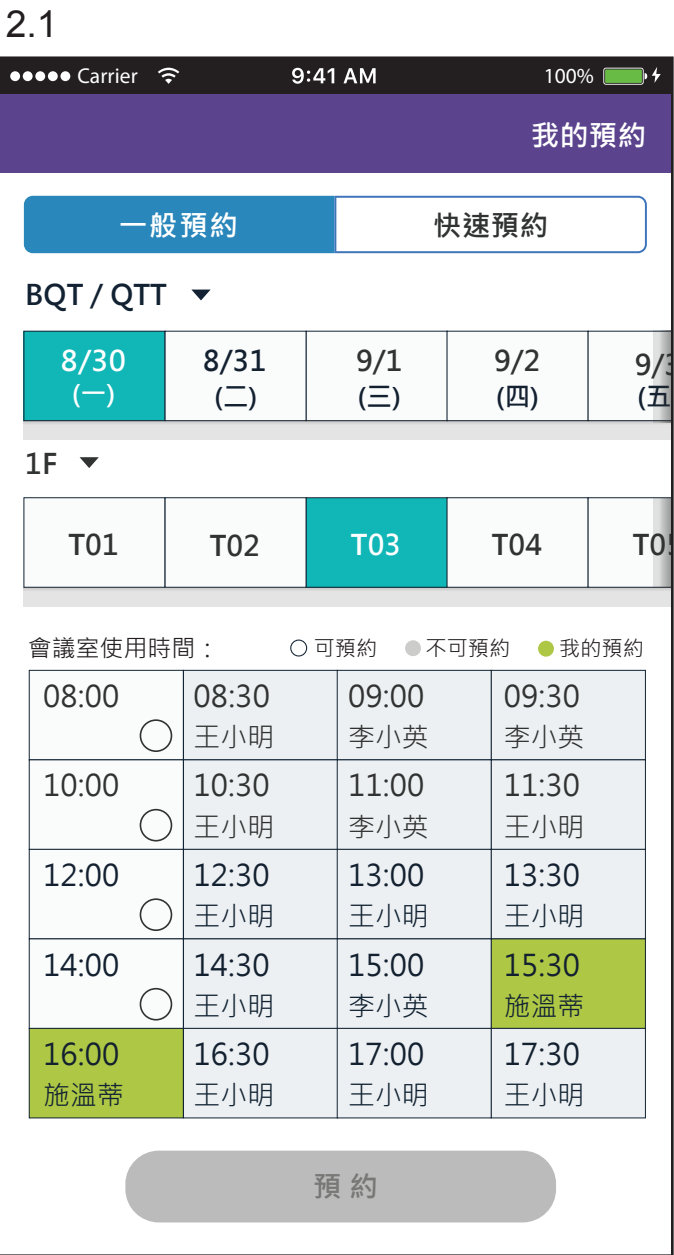 2.1
Carrier 9:41 AM 100%
我的預約
一般預約 快速預約
BQT / QTT
8/30 8/31 9/1 9/2 9/3
(一) (二) (三) (四) (五
1F
T01 T02 T03 T04 T05
會議室使用時間： 可預約 不可預約 我的預約
08:00 08:30 09:00 09:30
王小明 李小英 李小英
10:00 10:30 11:00 11:30
王小明 李小英 王小明
12:00 12:30 13:00 13:30
王小明 王小明 王小明
14:00 14:30 15:00 15:30
王小明 李小英 施溫蒂
16:00 16:30 17:00 17:30
施溫蒂 王小明 王小明 王小明
預約